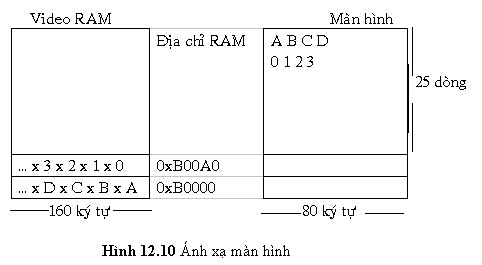 Video RAM
Màn hình
Địa chỉ RAM
A B C D
0 1 2 3
25 dòng
... x 3 x 2 x 1 x 0
0xB00A0
... x D x C x B x A
0xB0000
160 ký tự
80 ký tự
Hình 12.10 Ánh xạ màn hình